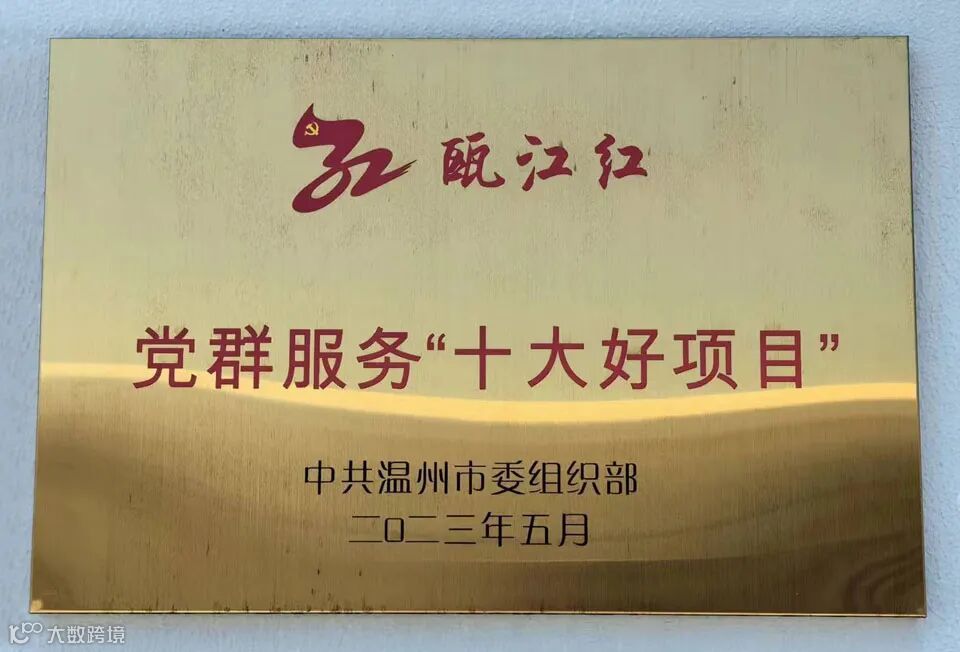 瓯江红
党群服务“十大好项目”
中共温州市委组织部
二〇二三年五月
大数跨境